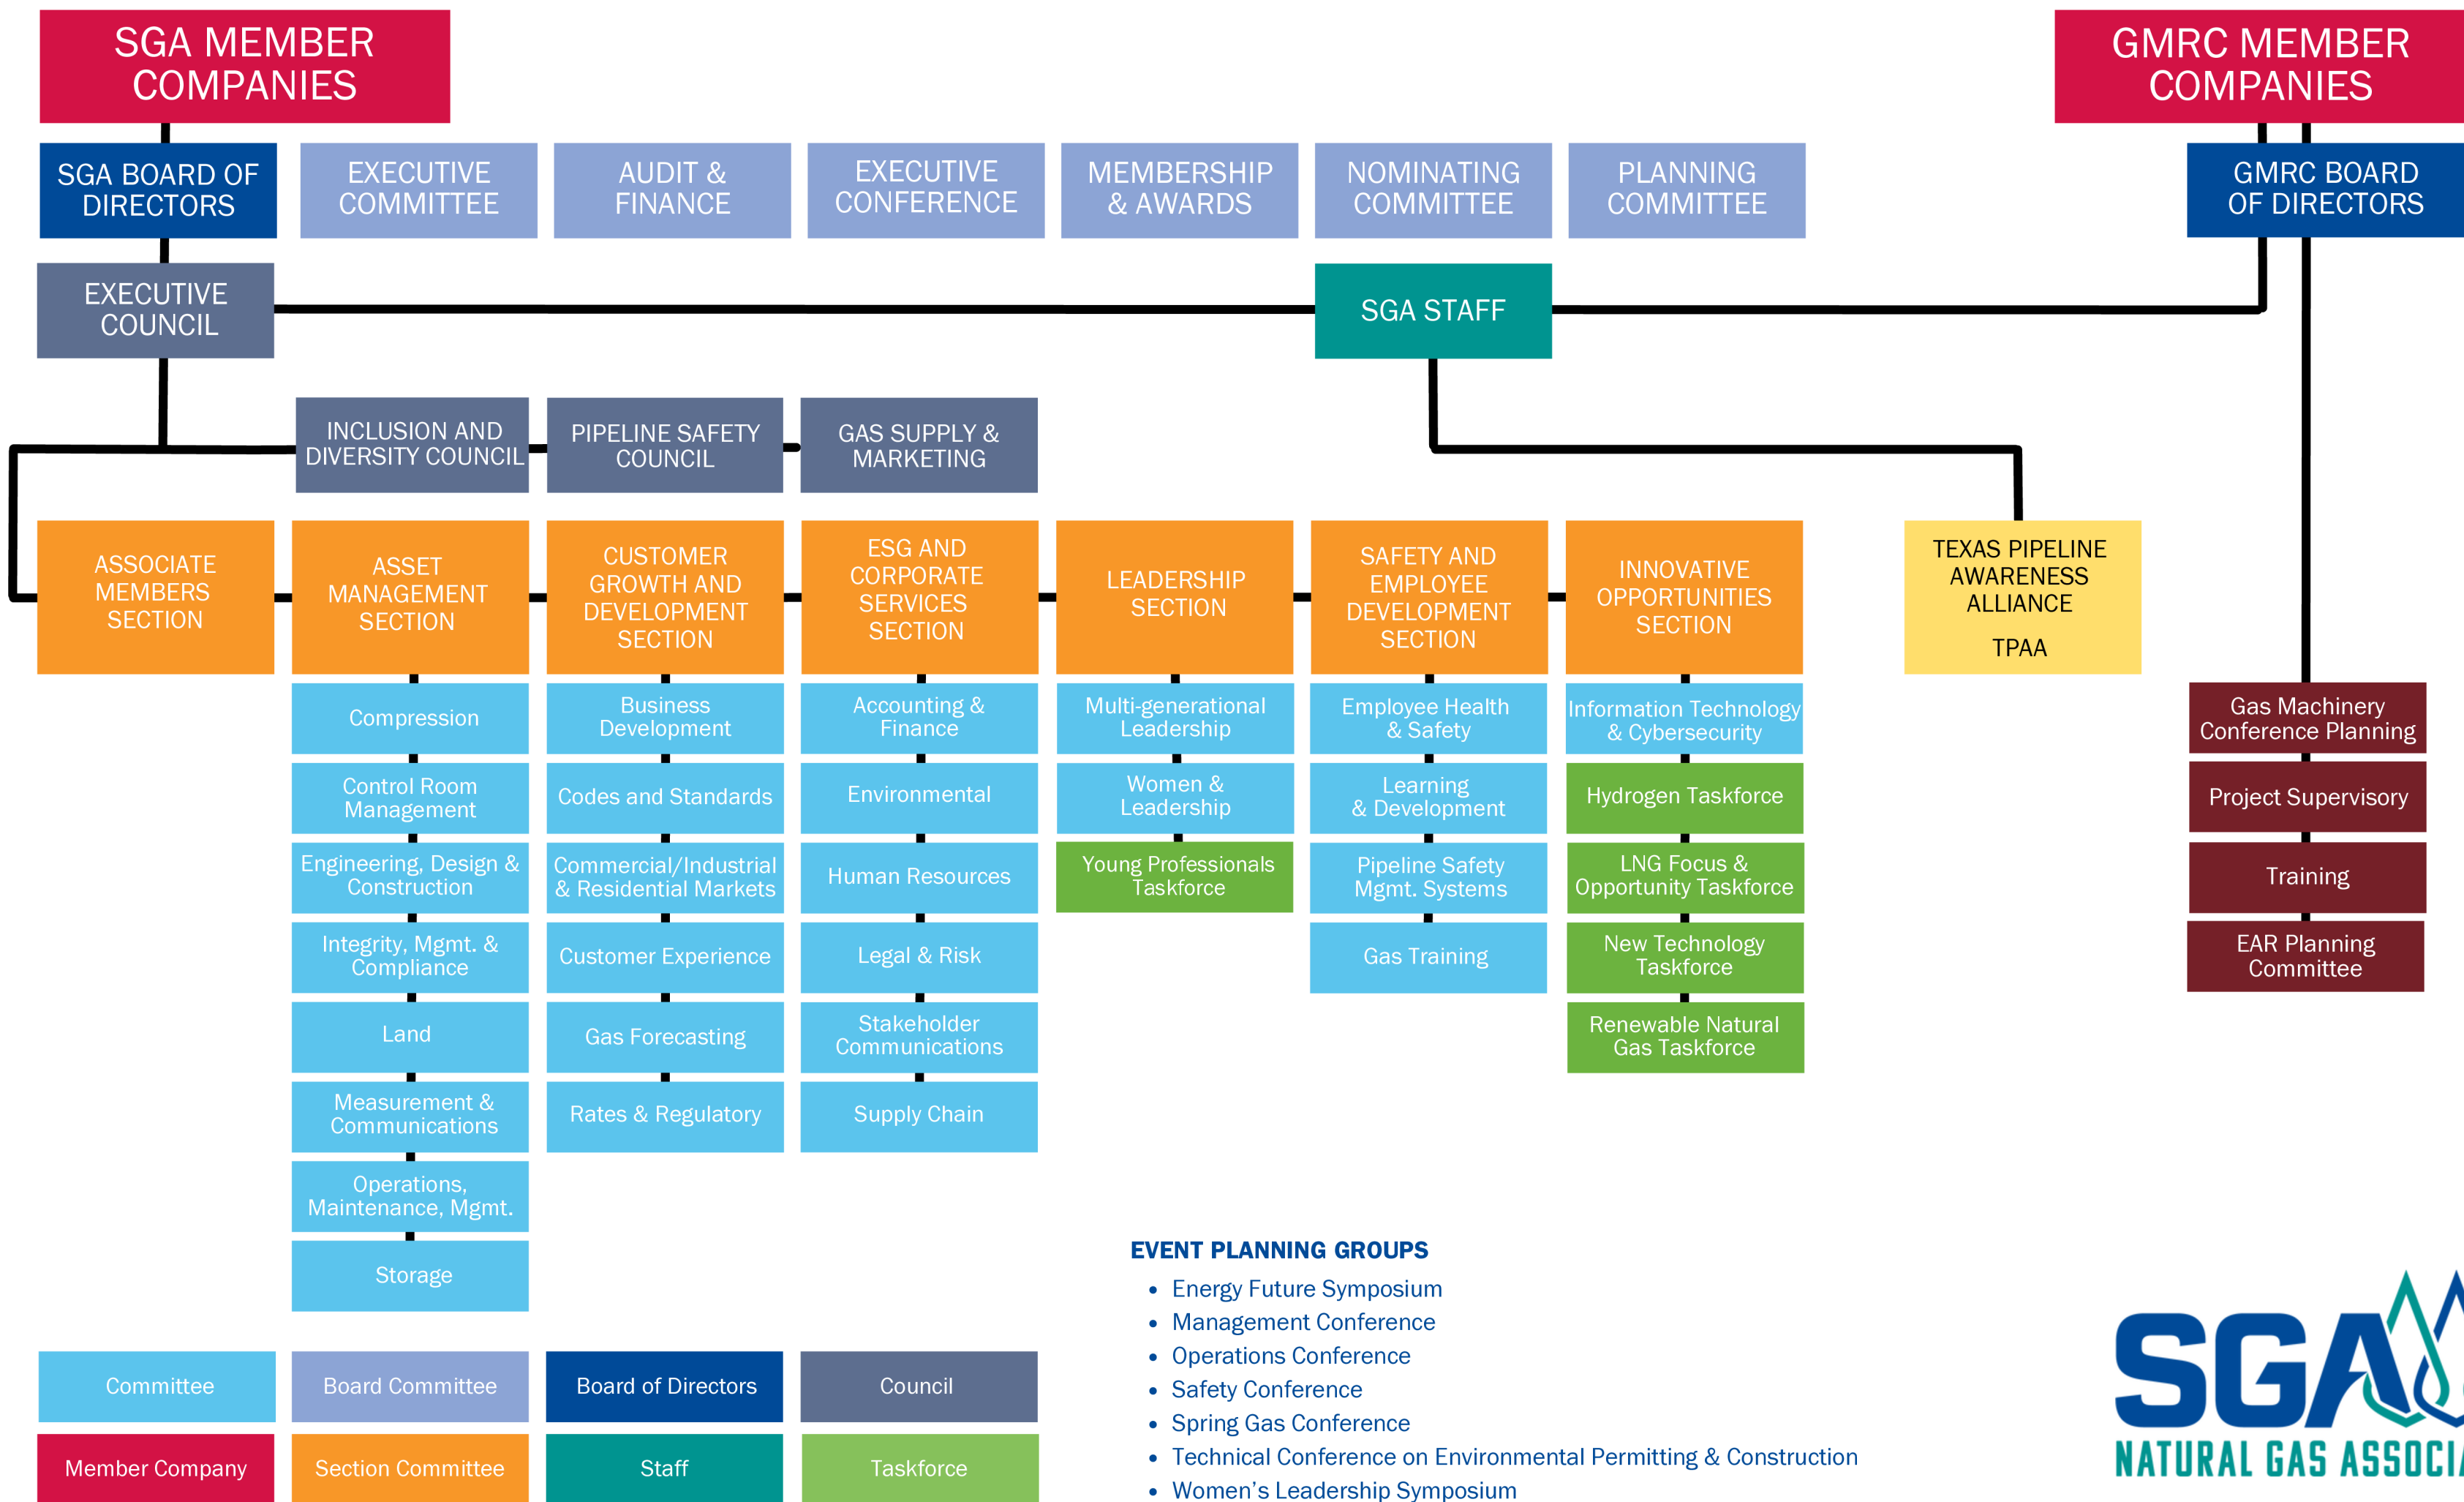 SGA MEMBER
COMPANIES
GMRC MEMBER
COMPANIES
SGA BOARD OF
DIRECTORS
EXECUTIVE
COMMITTEE
AUDIT &
FINANCE
EXECUTIVE
CONFERENCE
MEMBERSHIP
& AWARDS
NOMINATING
COMMITTEE
PLANNING
COMMITTEE
GMRC BOARD
OF DIRECTORS
EXECUTIVE
COUNCIL
SGA STAFF
INCLUSION AND
DIVERSITY COUNCIL
PIPELINE SAFETY
COUNCIL
GAS SUPPLY &
MARKETING
ASSOCIATE
MEMBERS
SECTION
ASSET
MANAGEMENT
SECTION
CUSTOMER
GROWTH AND
DEVELOPMENT
SECTION
ESG AND
CORPORATE
SERVICES
SECTION
LEADERSHIP
SECTION
SAFETY AND
EMPLOYEE
DEVELOPMENT
SECTION
INNOVATIVE
OPPORTUNITIES
SECTION
TEXAS PIPELINE
AWARENESS
ALLIANCE
TPAA
Compression
Control Room
Management
Engineering, Design &
Construction
Integrity, Mgmt. &
Compliance
Land
Measurement &
Communications
Operations,
Maintenance, Mgmt.
Storage
Business
Development
Codes and Standards
Commercial/Industrial
& Residential Markets
Customer Experience
Gas Forecasting
Rates & Regulatory
Accounting &
Finance
Environmental
Human Resources
Legal & Risk
Stakeholder
Communications
Supply Chain
Multi-generational
Leadership
Women &
Leadership
Young Professionals
Taskforce
Employee Health
& Safety
Learning
& Development
Pipeline Safety
Mgmt. Systems
Gas Training
Information Technology
& Cybersecurity
Hydrogen Taskforce
LNG Focus &
Opportunity Taskforce
New Technology
Taskforce
Renewable Natural
Gas Taskforce
Gas Machinery
Conference Planning
Project Supervisory
Training
EAR Planning
Committee
EVENT PLANNING GROUPS
• Energy Future Symposium
• Management Conference
• Operations Conference
• Safety Conference
• Spring Gas Conference
• Technical Conference on Environmental Permitting & Construction
• Women's Leadership Symposium
Committee
Board Committee
Board of Directors
Council
Member Company
Section Committee
Staff
Taskforce
SGA
NATURAL GAS